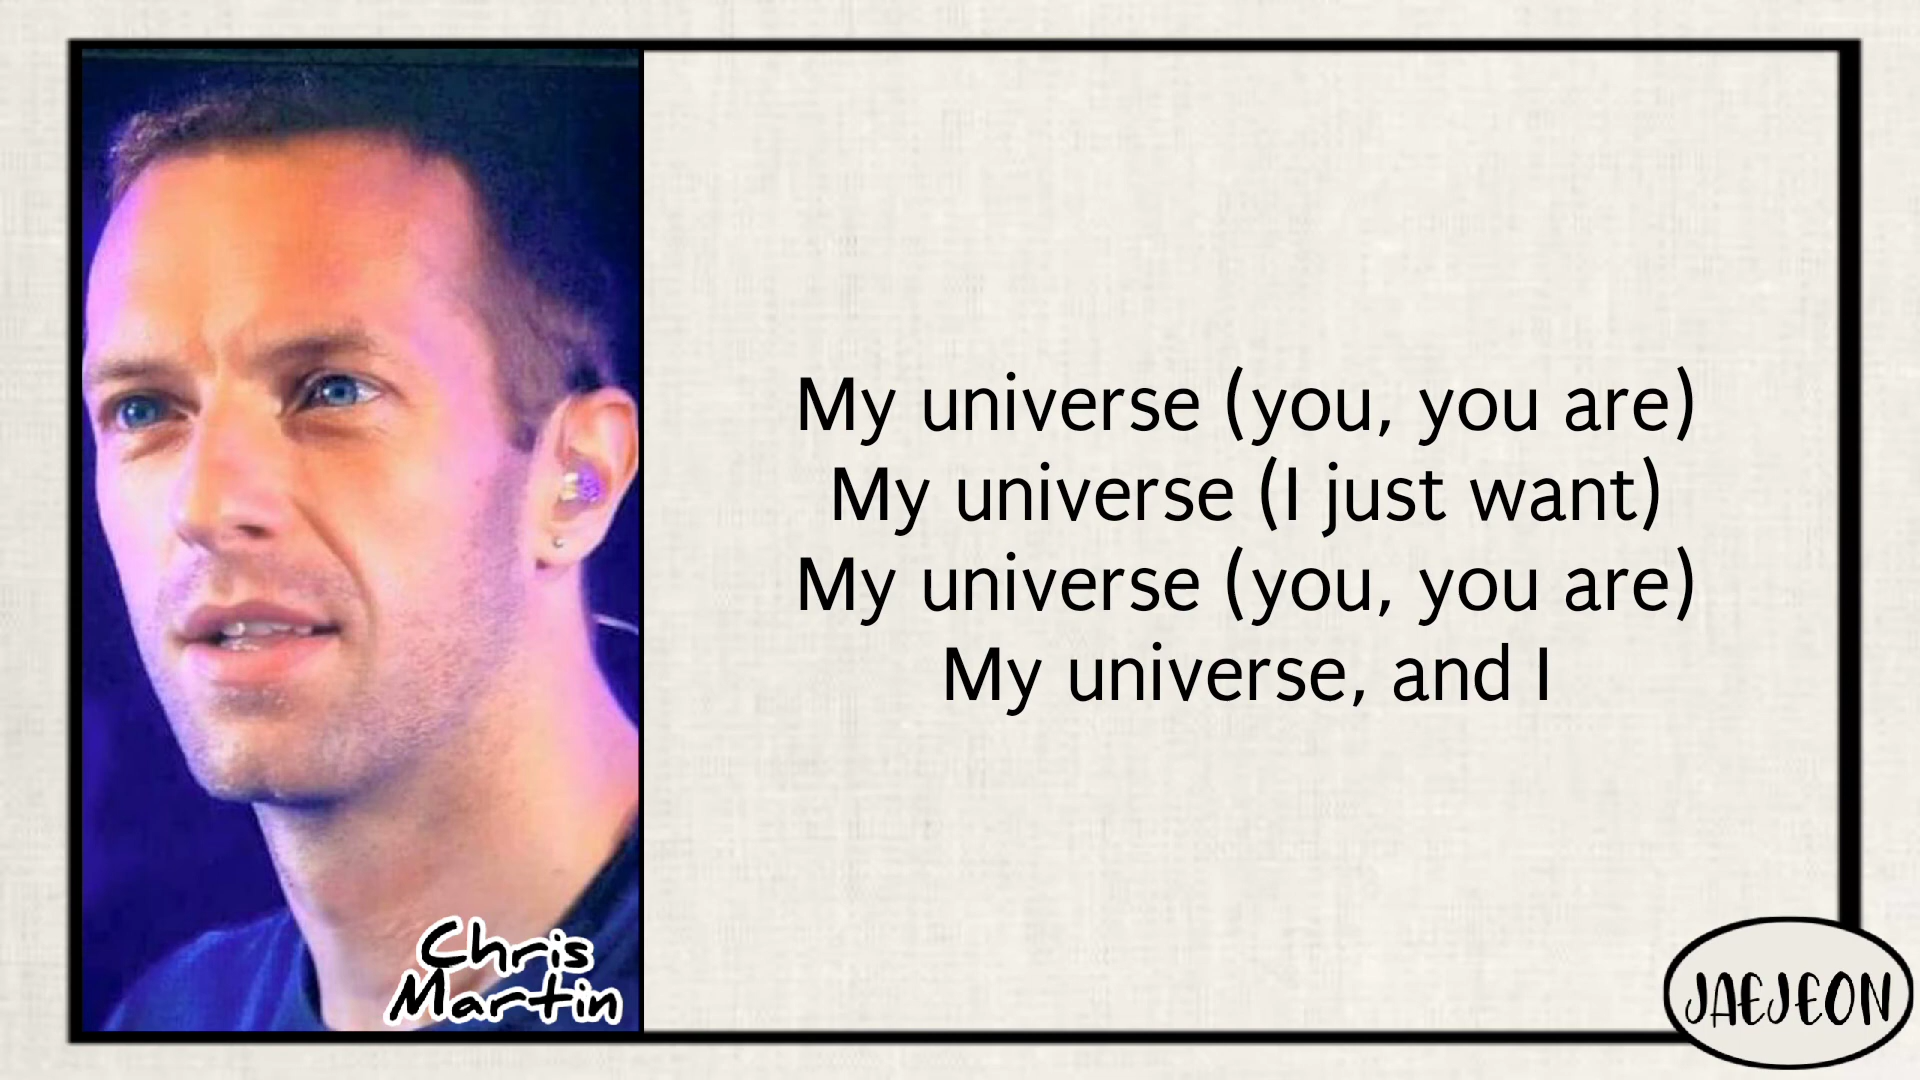 My universe (you, you are)
My universe (I just want)
My universe (you, you are)
My universe, and I
Chris
Martin
JAEJEON